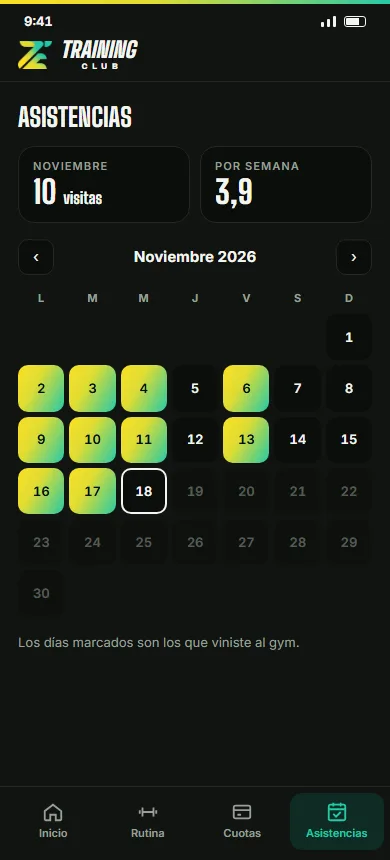 9:41
TRAINING
CLUB
ASISTENCIAS
NOVIEMBRE
10 visitas
POR SEMANA
3,9
‹ Noviembre 2026 ›
L M M J V S D
1
2 3 4 5 6 7 8
9 10 11 12 13 14 15
16 17 18 19 20 21 22
23 24 25 26 27 28 29
30
Los días marcados son los que viniste al gym.
Inicio Rutina Cuotas Asistencias